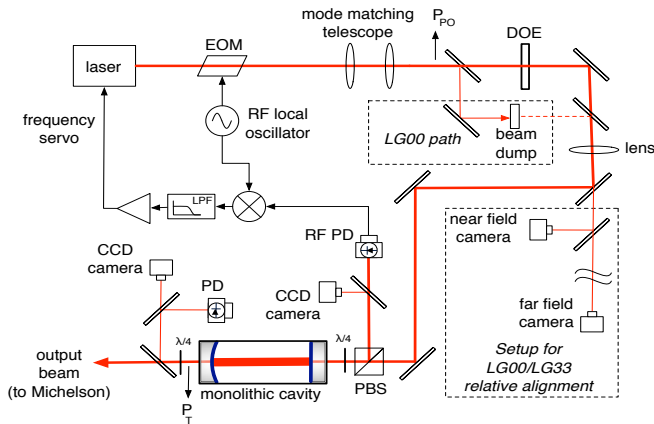 mode matching
telescope
P PO
EOM
DOE
laser
frequency
servo
RF local
oscillator
LG00 path
beam
dump
lens
LPF
RF PD
near field
camera
CCD
camera
PD
CCD
camera
far field
camera
λ/4
λ/4
output
beam
(to Michelson)
monolithic cavity
PBS
Setup for
LG00/LG33
relative alignment
P T